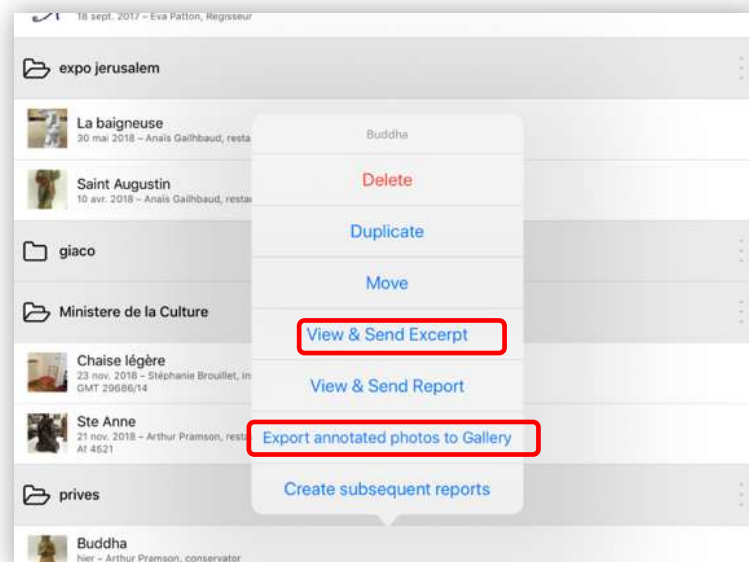 18 sept. 2017 – Eva Patton, Regisseur
expo jerusalem
La baigneuse
30 mai 2018 – Anaïs Gailhbaud, resta
Saint Augustin
10 avr. 2018 – Anaïs Gailhbaud, restau
giaco
Ministere de la Culture
Chaise légère
23 nov. 2018 – Stéphanie Brouillet, in
GMT 29686/14
Ste Anne
21 nov. 2018 – Arthur Pramson, resta
Af 4521
prives
Buddha
hier – Arthur Pramson, conservator
Buddha
Delete
Duplicate
Move
View & Send Excerpt
View & Send Report
Export annotated photos to Gallery
Create subsequent reports